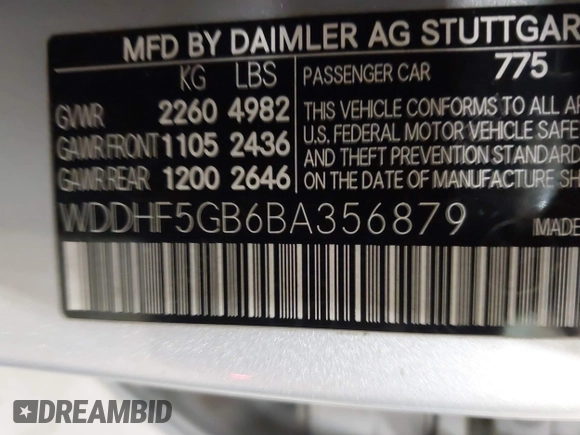 MFD BY DAIMLER AG STUTTGAR
KG LBS
PASSENGER CAR 775
GVWR 2260 4982
GAWR FRONT 1105 2436
GAWR REAR 1200 2646
THIS VEHICLE CONFORMS TO ALL AP
U.S. FEDERAL MOTOR VEHICLE SAFE
AND THEFT PREVENTION STANDARD
ON THE DATE OF MANUFACT
WDDHF5GB6BA356879
MADE
DREAMBID